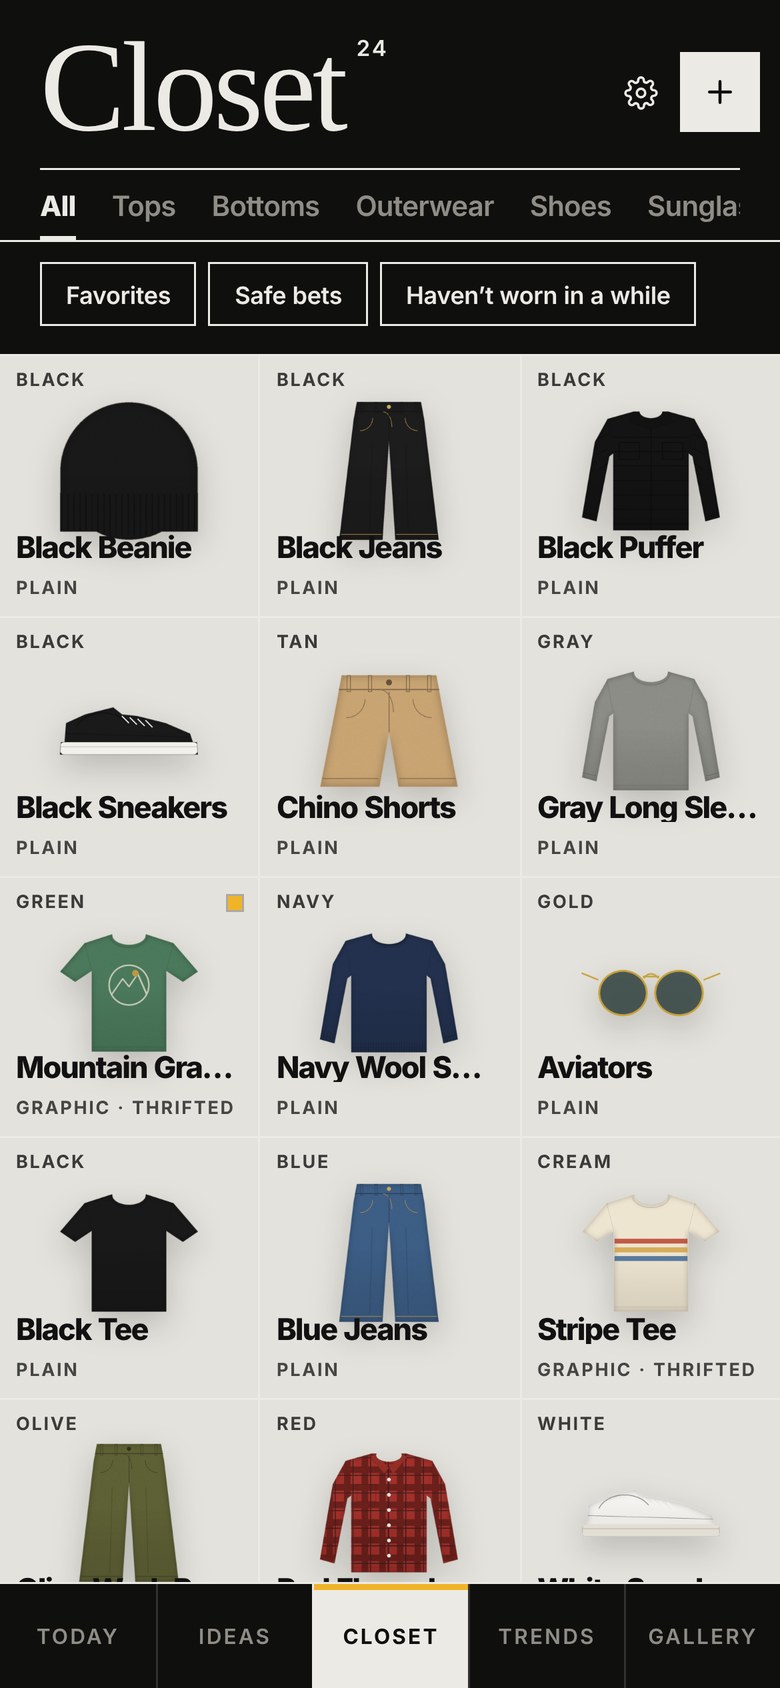 Closet 24
All Tops Bottoms Outerwear Shoes Sungla
Favorites Safe bets Haven’t worn in a while
BLACK BLACK BLACK
Black Beanie Black Jeans Black Puffer
PLAIN PLAIN PLAIN
BLACK TAN GRAY
Black Sneakers Chino Shorts Gray Long Sle…
PLAIN PLAIN PLAIN
GREEN NAVY GOLD
Mountain Gra… Navy Wool S… Aviators
GRAPHIC · THRIFTED PLAIN PLAIN
BLACK BLUE CREAM
Black Tee Blue Jeans Stripe Tee
PLAIN PLAIN GRAPHIC · THRIFTED
OLIVE RED WHITE
TODAY IDEAS CLOSET TRENDS GALLERY